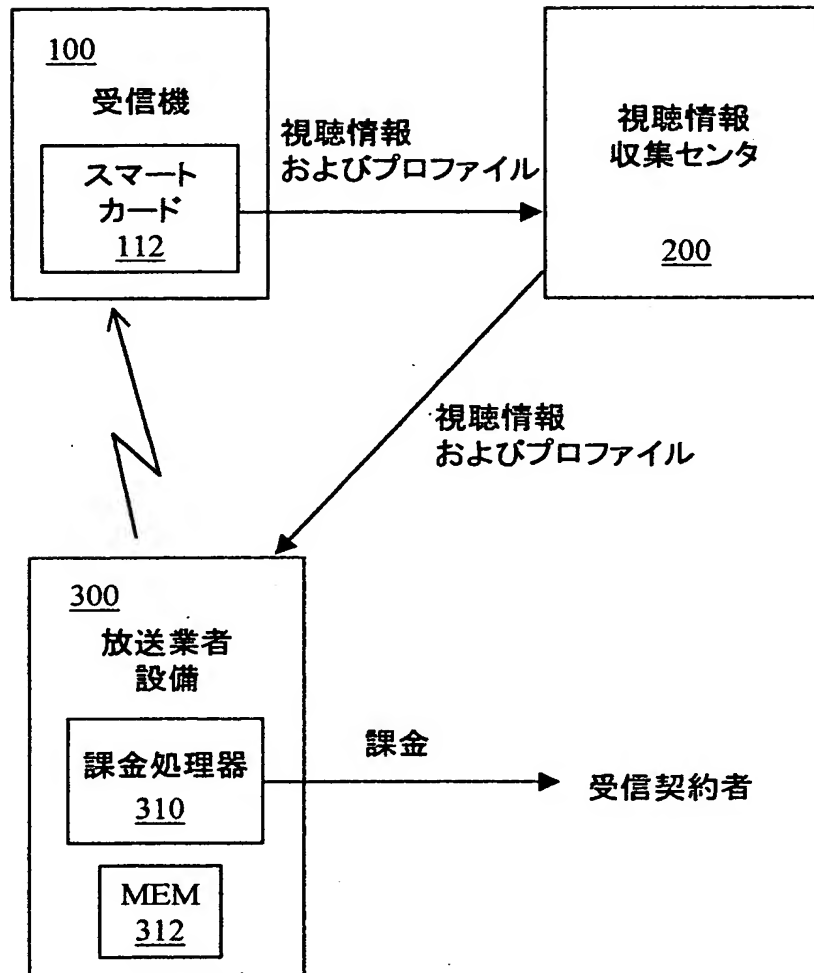 100
受信機
スマート
カード
112
視聴情報
およびプロファイル
視聴情報
収集センタ
200
視聴情報
およびプロファイル
300
放送業者
設備
課金処理器
310
課金
受信契約者
MEM
312